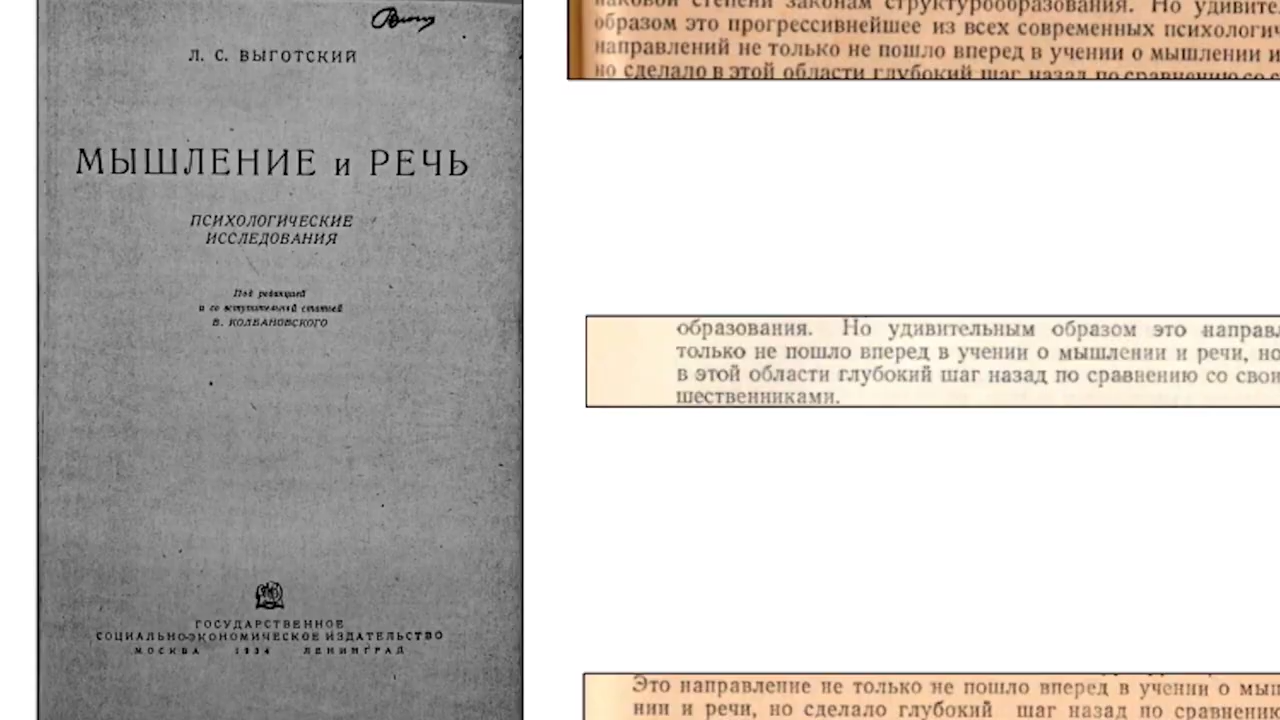 Л. С. ВЫГОТСКИЙ
МЫШЛЕНИЕ и РЕЧЬ
ПСИХОЛОГИЧЕСКИЕ
ИССЛЕДОВАНИЯ
Под редакцией
и со вступительной статьей
В. КОЛБАНОВСКОГО
ГОСУДАРСТВЕННОЕ
СОЦИАЛЬНО-ЭКОНОМИЧЕСКОЕ ИЗДАТЕЛЬСТВО
МОСКВА 1934 ЛЕНИНГРАД
степени законам структурообразования. Но удивите
образом это прогрессивнейшее из всех современных психологич
направлений не только не пошло вперед в учении о мышлении и
но сделало в этой области глубокий шаг назад по сравнению со с
образования. Но удивительным образом это направл
только не пошло вперед в учении о мышлении и речи, но
в этой области глубокий шаг назад по сравнению со свои
шественниками.
Это направление не только не пошло вперед в учении о мыш
нии и речи, но сделало глубокий шаг назад по сравнению